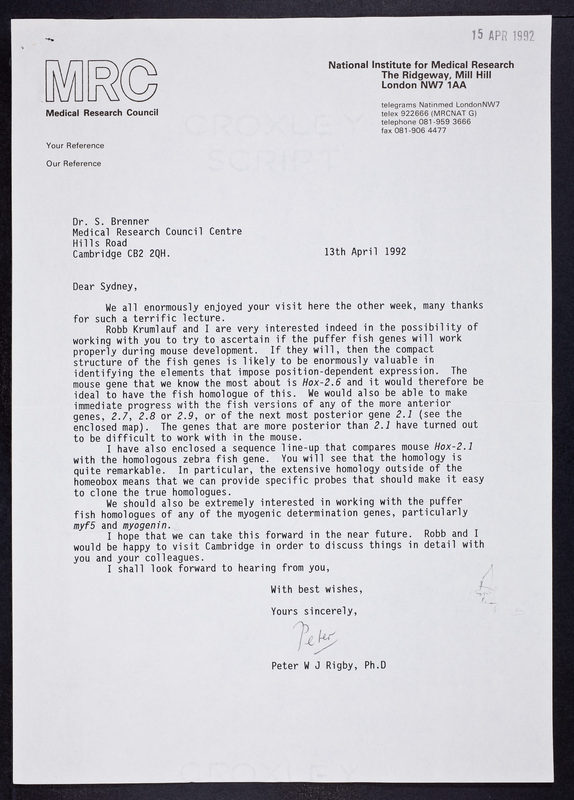 15 APR 1992
MRC
Medical Research Council
National Institute for Medical Research
The Ridgeway, Mill Hill
London NW7 1AA
telegrams Natinmed LondonNW7
telex 922666 (MRCNAT G)
telephone 081-959 3666
fax 081-906 4477
Your Reference
Our Reference
Dr. S. Brenner
Medical Research Council Centre
Hills Road
Cambridge CB2 2QH.
13th April 1992
Dear Sydney,
We all enormously enjoyed your visit here the other week, many thanks
for such a terrific lecture.
Robb Krumlauf and I are very interested indeed in the possibility of
working with you to try to ascertain if the puffer fish genes will work
properly during mouse development. If they will, then the compact
structure of the fish genes is likely to be enormously valuable in
identifying the elements that impose position-dependent expression. The
mouse gene that we know the most about is Hox-2.6 and it would therefore be
ideal to have the fish homologue of this. We would also be able to make
immediate progress with the fish versions of any of the more anterior
genes, 2.7, 2.8 or 2.9, or of the next most posterior gene 2.1 (see the
enclosed map). The genes that are more posterior than 2.1 have turned out
to be difficult to work with in the mouse.
I have also enclosed a sequence line-up that compares mouse Hox-2.1
with the homologous zebra fish gene. You will see that the homology is
quite remarkable. In particular, the extensive homology outside of the
homeobox means that we can provide specific probes that should make it easy
to clone the true homologues.
We should also be extremely interested in working with the puffer
fish homologues of any of the myogenic determination genes, particularly
myf5 and myogenin.
I hope that we can take this forward in the near future. Robb and I
would be happy to visit Cambridge in order to discuss things in detail with
you and your colleagues.
I shall look forward to hearing from you,
With best wishes,
Yours sincerely,
Peter
Peter W J Rigby, Ph.D